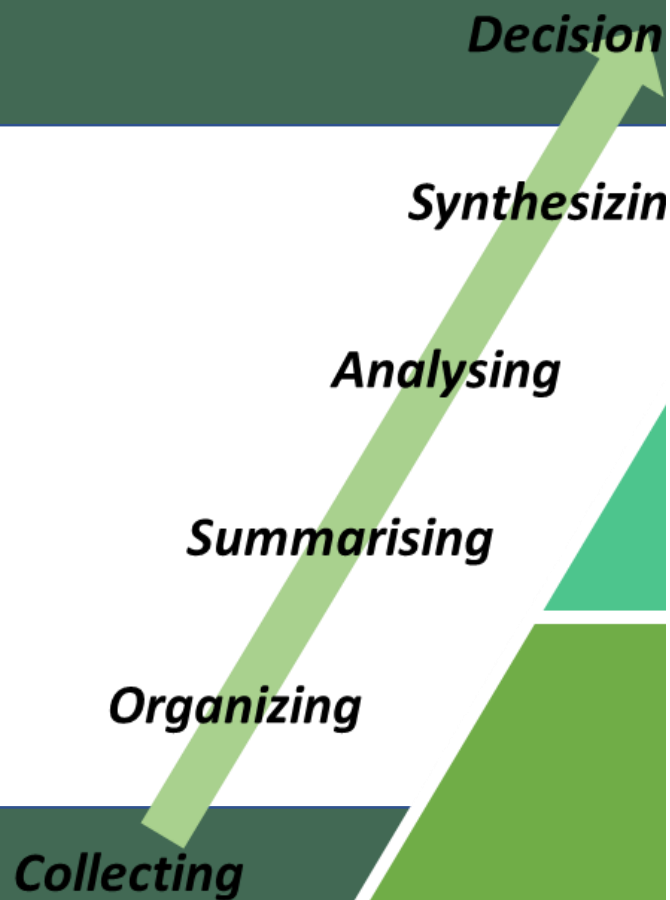 Decision
Synthesizin
Analysing
Summarising
Organizing
Collecting